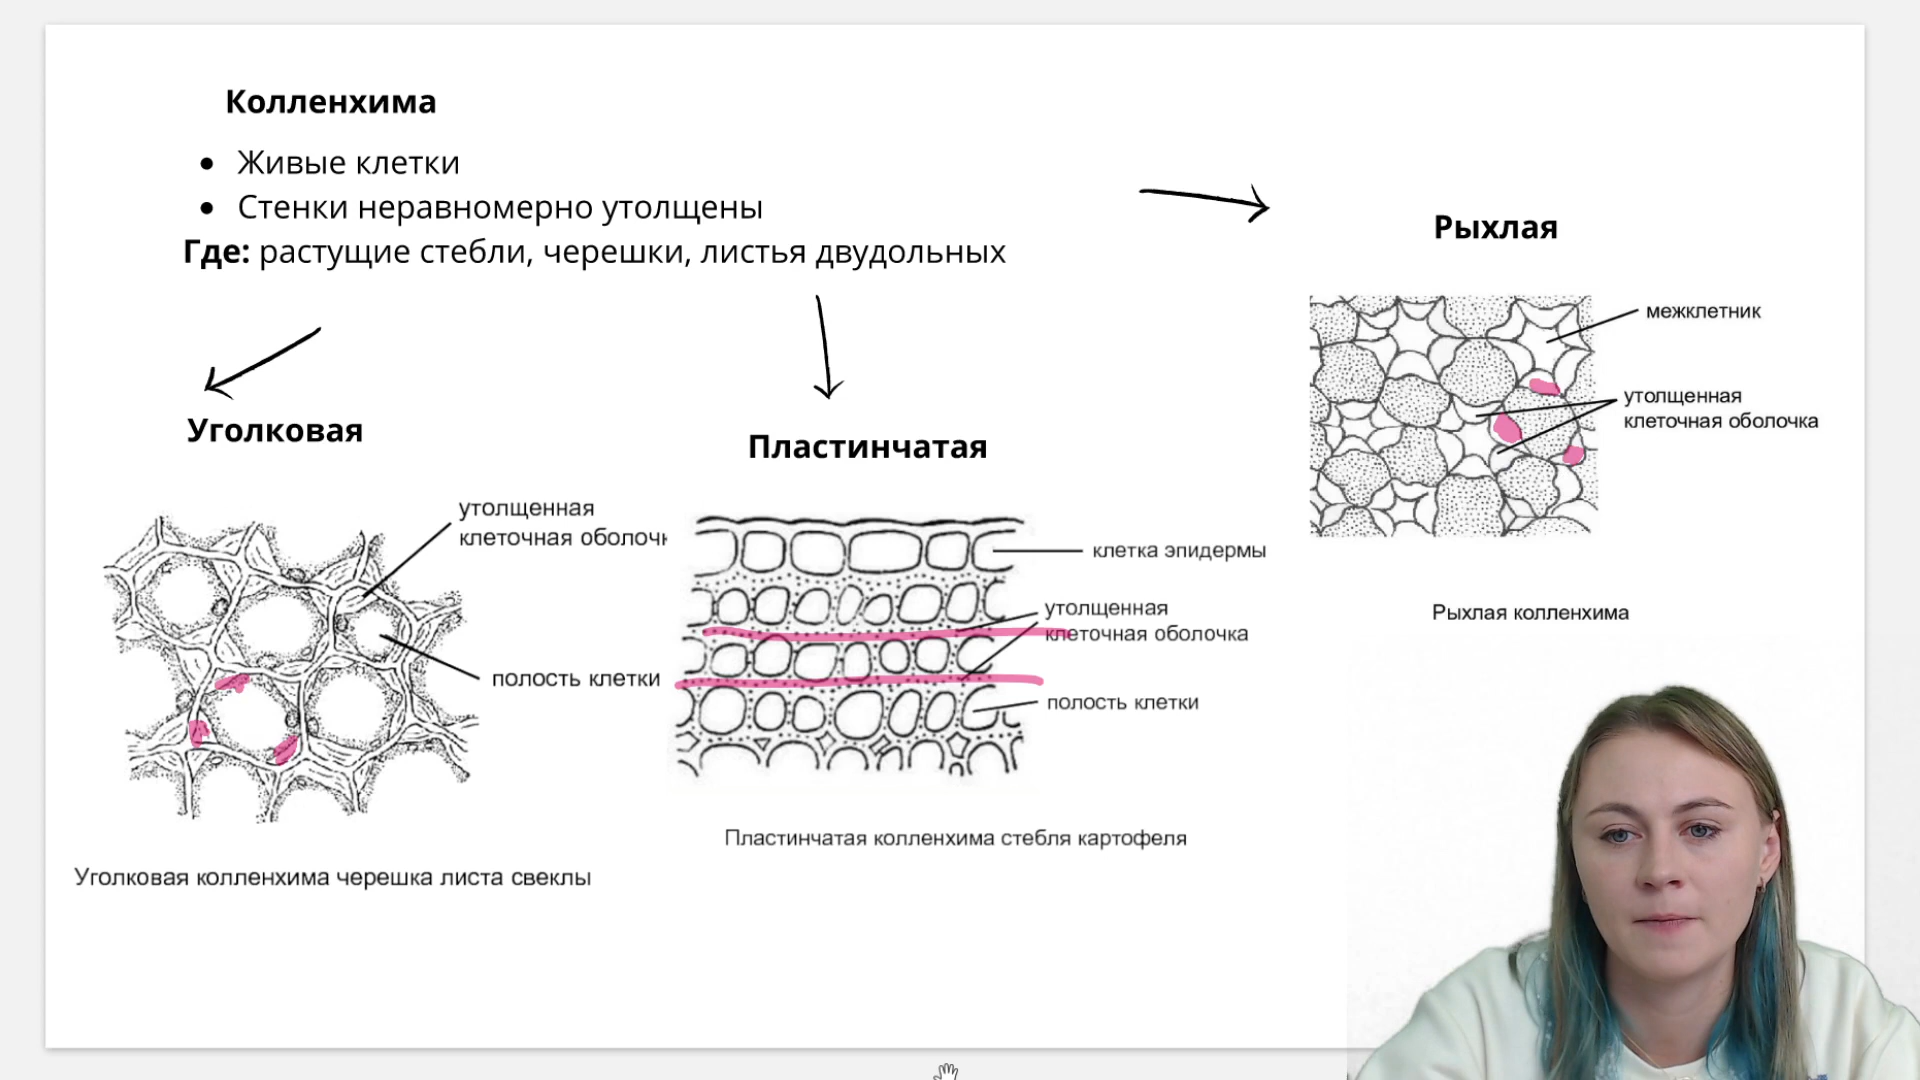 Колленхима
• Живые клетки
• Стенки неравномерно утолщены
Где: растущие стебли, черешки, листья двудольных
Рыхлая
межклетник
утолщенная
клеточная оболочка
Рыхлая колленхима
Уголковая
утолщенная
клеточная оболочк
полость клетки
Уголковая колленхима черешка листа свеклы
Пластинчатая
клетка эпидермы
утолщенная
клеточная оболочка
полость клетки
Пластинчатая колленхима стебля картофеля